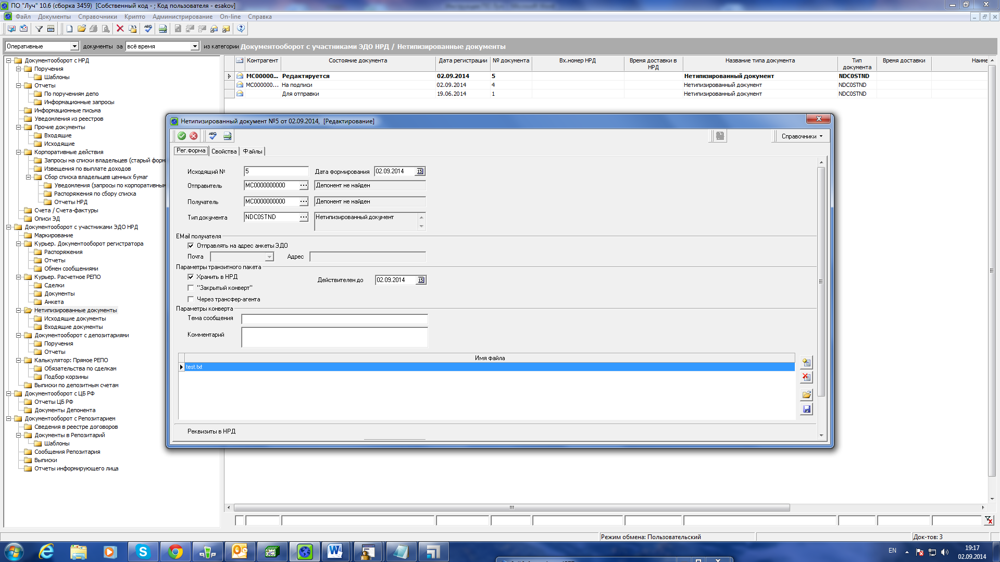 ПО "Луч" 10.6 (сборка 3459) [Собственный код - ; Код пользователя - esakov]
Файл Документы Справочники Крипто Администрирование On-line Справка
Оперативные документы за всё время из категории Документооборот с участниками ЭДО НРД / Нетипизированные документы
Документооборот с НРД
Поручения
Шаблоны
Отчеты
По поручениям депо
Информационные запросы
Информационные письма
Уведомления из реестров
Прочие документы
Входящие
Исходящие
Корпоративные действия
Запросы на списки владельцев (старый форм
Извещения по выплате доходов
Сбор списка владельцев ценных бумаг
Уведомления (запросы по корпоративным
Распоряжения по сбору списка
Отчеты НРД
Счета / Счета-фактуры
Описи ЭД
Документооборот с участниками ЭДО НРД
Маркирование
Курьер. Документооборот регистратора
Распоряжения
Отчеты
Обмен сообщениями
Курьер. Расчетное РЕПО
Сделки
Документы
Анкета
Нетипизированные документы
Исходящие документы
Входящие документы
Документооборот с депозитариями
Поручения
Отчеты
Калькулятор: Прямое РЕПО
Обязательства по сделкам
Подбор корзины
Выписки по депозитным счетам
Документооборот с ЦБ РФ
Отчеты ЦБ РФ
Документы Депонента
Документооборот с Репозитарием
Сведения в реестре договоров
Документы в Репозитарий
Шаблоны
Сообщения Репозитария
Выписки
Отчеты информирующего лица
Контрагент Состояние документа Дата регистрации № документа Вх.номер НРД Время доставки в НРД Название типа документа Тип документа Время доставки Наиме
МС00000... Редактируется 02.09.2014 5 Нетипизированный документ NDC0STND
МС000000... На подписи 02.09.2014 4 Нетипизированный документ NDC0STND
Для отправки 19.06.2014 1 Нетипизированный документ NDC0STND
Нетипизированный документ №5 от 02.09.2014, [Редактирование]
Справочники
Рег.форма Свойства Файлы
Исходящий № 5 Дата формирования 02.09.2014 15
Отправитель MC0000000000 ... Депонент не найден
Получатель MC0000000000 ... Депонент не найден
Тип документа NDC0STND ... Нетипизированный документ
EMail получателя
Отправлять на адрес анкеты ЭДО
Почта Адрес
Параметры транзитного пакета
Хранить в НРД Действителен до 02.09.2014 15
"Закрытый конверт"
Через трансфер-агента
Параметры конверта
Тема сообщения
Комментарий
Имя файла
test.txt
Реквизиты в НРД
Режим обмена: Пользовательский Док-тов: 3
EN 19:17
02.09.2014